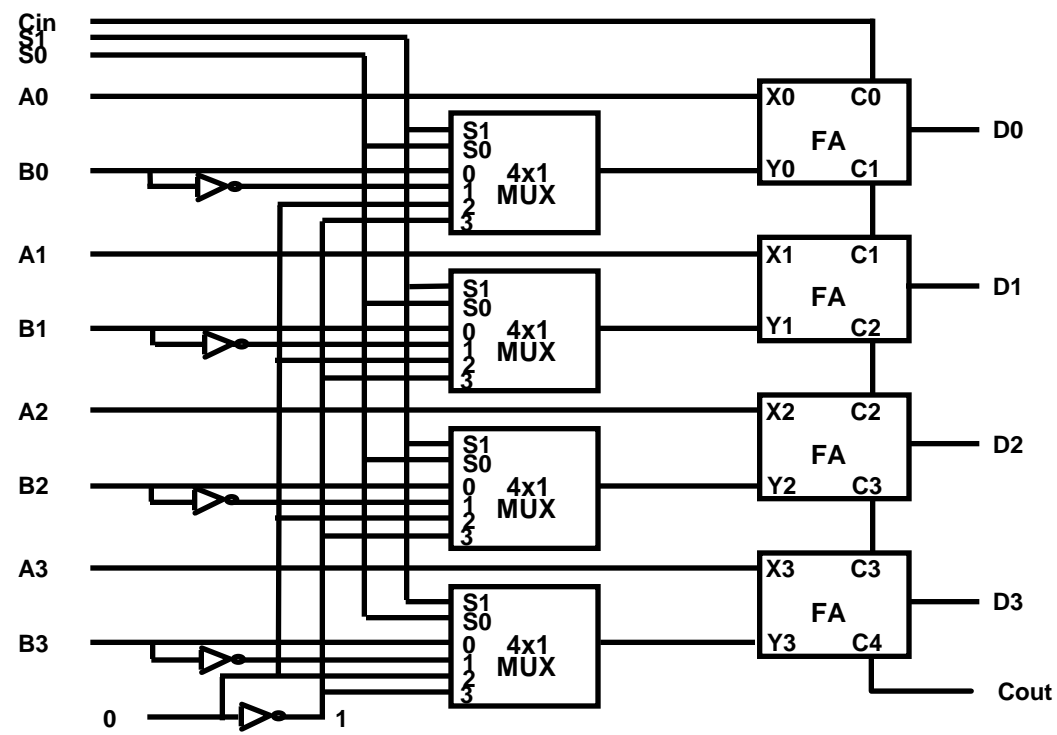 Cin
S1
S0
A0
X0 C0
D0
S1
FA
S0
B0
0
4x1
Y0 C1
1
MUX
2
3
A1
X1 C1
S1
FA
D1
S0
B1
0
4x1
Y1 C2
1
MUX
2
3
A2
X2 C2
S1
FA
D2
S0
B2
0
4x1
Y2 C3
1
MUX
2
3
A3
X3 C3
S1
FA
D3
S0
B3
0
4x1
Y3 C4
1
MUX
2
3
Cout
0
1